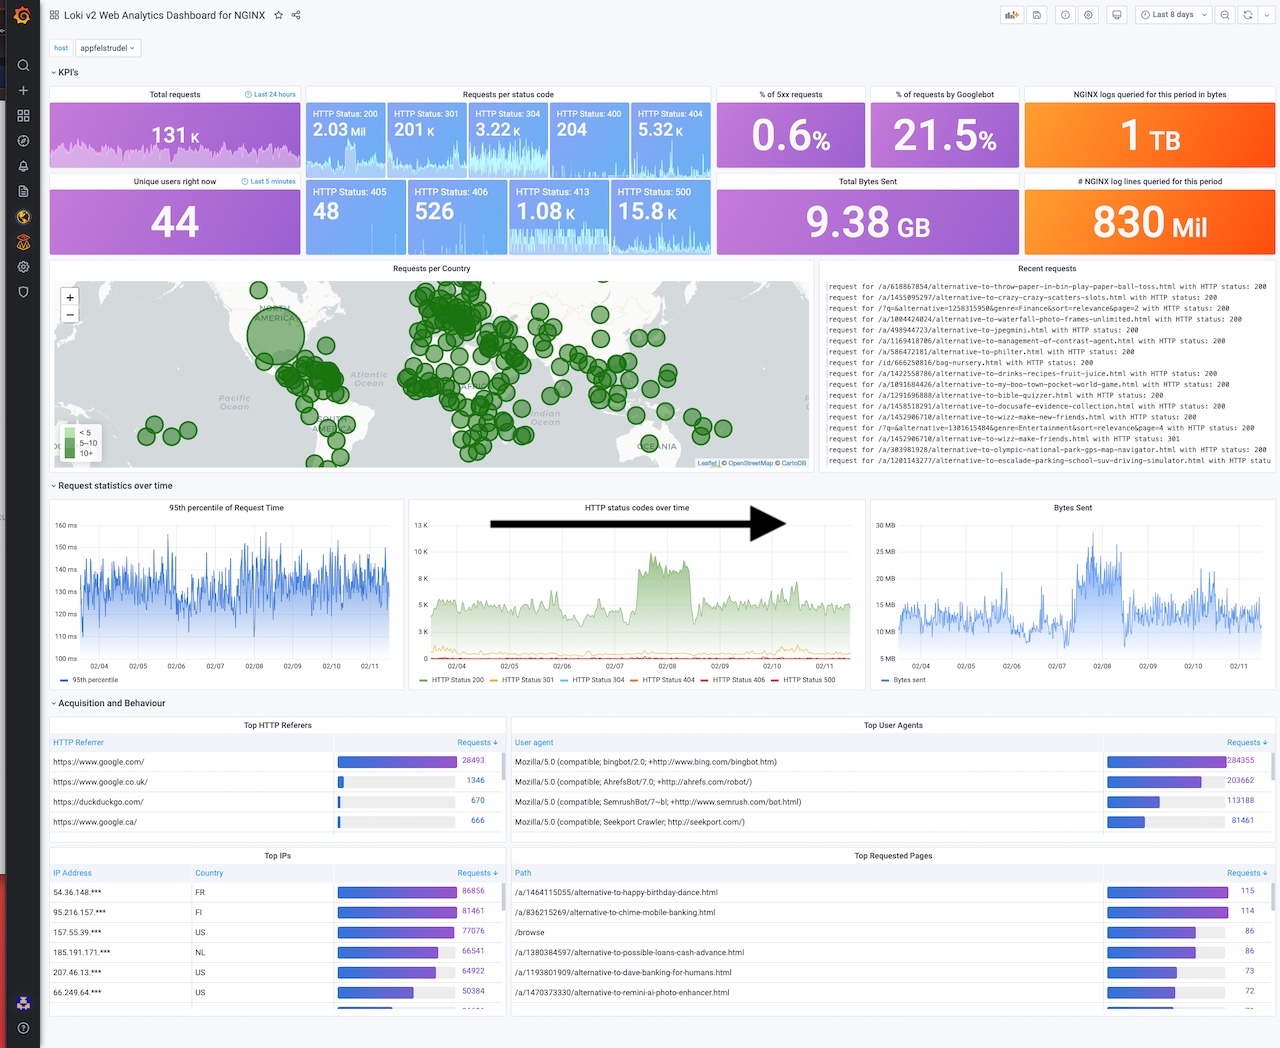 Loki v2 Web Analytics Dashboard for NGINX
Last 8 days
host
appfelstrudel
KPI's
Total requests
Last 24 hours
131 K
Unique users right now
Last 5 minutes
44
Requests per status code
HTTP Status: 200
2.03 Mil
HTTP Status: 301
201 K
HTTP Status: 304
3.22 K
HTTP Status: 400
204
HTTP Status: 404
5.32 K
HTTP Status: 405
48
HTTP Status: 406
526
HTTP Status: 413
1.08 K
HTTP Status: 500
15.8 K
% of 5xx requests
0.6%
% of requests by Googlebot
21.5%
NGINX logs queried for this period in bytes
1 TB
Total Bytes Sent
9.38 GB
# NGINX log lines queried for this period
830 Mil
Requests per Country
+
−
NORTH
AMERICA
Atlantic
Ocean
Pacific
Ocean
Indian
Ocean
SOUTH
AMERICA
OCEANIA
< 5
5–10
10+
Leaflet | © OpenStreetMap © CartoDB
Recent requests
request for /a/618867854/alternative-to-throw-paper-in-bin-play-paper-ball-toss.html with HTTP status: 200
request for /a/1455095297/alternative-to-crazy-crazy-scatters-slots.html with HTTP status: 200
request for /?q=&alternative=1258315950&genre=Finance&sort=relevance&page=2 with HTTP status: 200
request for /a/1004424024/alternative-to-waterfall-photo-frames-unlimited.html with HTTP status: 200
request for /a/498944723/alternative-to-jpegmini.html with HTTP status: 200
request for /a/1169418706/alternative-to-management-of-contrast-agent.html with HTTP status: 200
request for /a/586472181/alternative-to-philter.html with HTTP status: 200
request for /id/666250816/bag-nursery.html with HTTP status: 200
request for /a/1422558786/alternative-to-drinks-recipes-fruit-juice.html with HTTP status: 200
request for /a/1091684426/alternative-to-my-boo-town-pocket-world-game.html with HTTP status: 200
request for /a/1291696888/alternative-to-bible-quizzer.html with HTTP status: 200
request for /a/1458518291/alternative-to-docusafe-evidence-collection.html with HTTP status: 200
request for /a/1452906710/alternative-to-wizz-make-new-friends.html with HTTP status: 200
request for /?q=&alternative=1301615484&genre=Entertainment&sort=relevance&page=4 with HTTP status: 200
request for /a/1452906710/alternative-to-wizz-make-friends.html with HTTP status: 301
request for /a/303981928/alternative-to-olympic-national-park-gps-map-navigator.html with HTTP status: 200
request for /a/1201143277/alternative-to-escalade-parking-school-suv-driving-simulator.html with HTTP statu
Request statistics over time
95th percentile of Request Time
160 ms
150 ms
140 ms
130 ms
120 ms
110 ms
100 ms
02/04 02/05 02/06 02/07 02/08 02/09 02/10 02/11
95th percentile
HTTP status codes over time
13 K
10 K
8 K
5 K
3 K
0
02/04 02/05 02/06 02/07 02/08 02/09 02/10 02/11
HTTP Status 200 HTTP Status 301 HTTP Status 304 HTTP Status 404 HTTP Status 406 HTTP Status 500
Bytes Sent
30 MB
25 MB
20 MB
15 MB
10 MB
5 MB
02/04 02/05 02/06 02/07 02/08 02/09 02/10 02/11
Bytes sent
Acquisition and Behaviour
Top HTTP Referers
HTTP Referrer Requests
https://www.google.com/ 28493
https://www.google.co.uk/ 1346
https://duckduckgo.com/ 670
https://www.google.ca/ 666
Top User Agents
User agent Requests
Mozilla/5.0 (compatible; bingbot/2.0; +http://www.bing.com/bingbot.htm) 284355
Mozilla/5.0 (compatible; AhrefsBot/7.0; +http://ahrefs.com/robot/) 203662
Mozilla/5.0 (compatible; SemrushBot/7~bl; +http://www.semrush.com/bot.html) 113188
Mozilla/5.0 (compatible; Seekport Crawler; http://seekport.com/) 81461
Top IPs
IP Address Country Requests
54.36.148.*** FR 86856
95.216.157.*** FI 81461
157.55.39.*** US 77076
185.191.171.*** NL 66541
207.46.13.*** US 64922
66.249.64.*** US 50384
Top Requested Pages
Path Requests
/a/1464115055/alternative-to-happy-birthday-dance.html 115
/a/836215269/alternative-to-chime-mobile-banking.html 114
/browse 86
/a/1380384597/alternative-to-possible-loans-cash-advance.html 86
/a/1193801909/alternative-to-dave-banking-for-humans.html 73
/a/1470373330/alternative-to-remini-ai-photo-enhancer.html 72